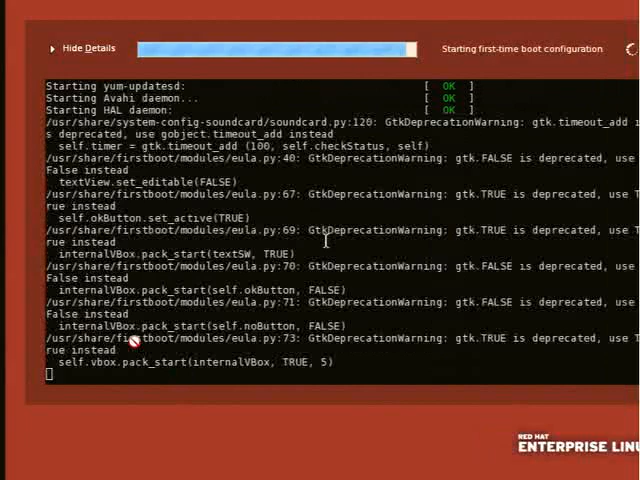 Hide Details
Starting first-time boot configuration
Starting yum-updatesd: [ OK ]
Starting Avahi daemon... [ OK ]
Starting HAL daemon: [ OK ]
/usr/share/system-config-soundcard/soundcard.py:120: GtkDeprecationWarning: gtk.timeout_add i
s deprecated, use gobject.timeout_add instead
self.timer = gtk.timeout_add (100, self.checkStatus, self)
/usr/share/firstboot/modules/eula.py:40: GtkDeprecationWarning: gtk.FALSE is deprecated, use
False instead
textView.set_editable(FALSE)
/usr/share/firstboot/modules/eula.py:67: GtkDeprecationWarning: gtk.TRUE is deprecated, use T
rue instead
self.okButton.set_active(TRUE)
/usr/share/firstboot/modules/eula.py:69: GtkDeprecationWarning: gtk.TRUE is deprecated, use T
rue instead
internalVBox.pack_start(textSW, TRUE)
/usr/share/firstboot/modules/eula.py:70: GtkDeprecationWarning: gtk.FALSE is deprecated, use
False instead
internalVBox.pack_start(self.okButton, FALSE)
/usr/share/firstboot/modules/eula.py:71: GtkDeprecationWarning: gtk.FALSE is deprecated, use
False instead
internalVBox.pack_start(self.noButton, FALSE)
/usr/share/firstboot/modules/eula.py:73: GtkDeprecationWarning: gtk.TRUE is deprecated, use T
rue instead
self.vbox.pack_start(internalVBox, TRUE, 5)
RED HAT
ENTERPRISE LINU